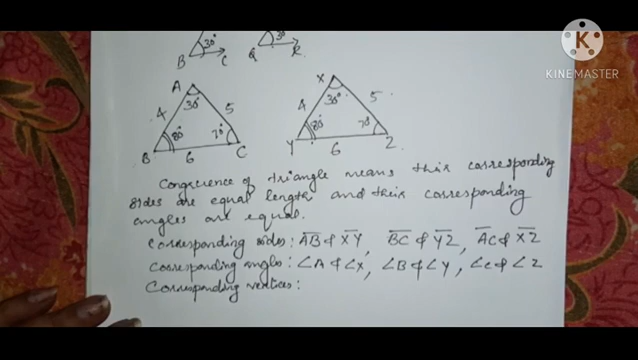 30°
30°
B C
Q R
A X
30° 30°
4 5 4 5
80° 70° 80° 70
B 6 C Y 6 Z
Congruence of triangle means their corresponding
sides are equal length and their corresponding
angles are equal.
Corresponding sides: AB & XY BC & YZ, AC & XZ
Corresponding angles: ∠A & ∠X, ∠B & ∠Y, ∠C & ∠Z
Corresponding vertices:
K
KINEMASTER